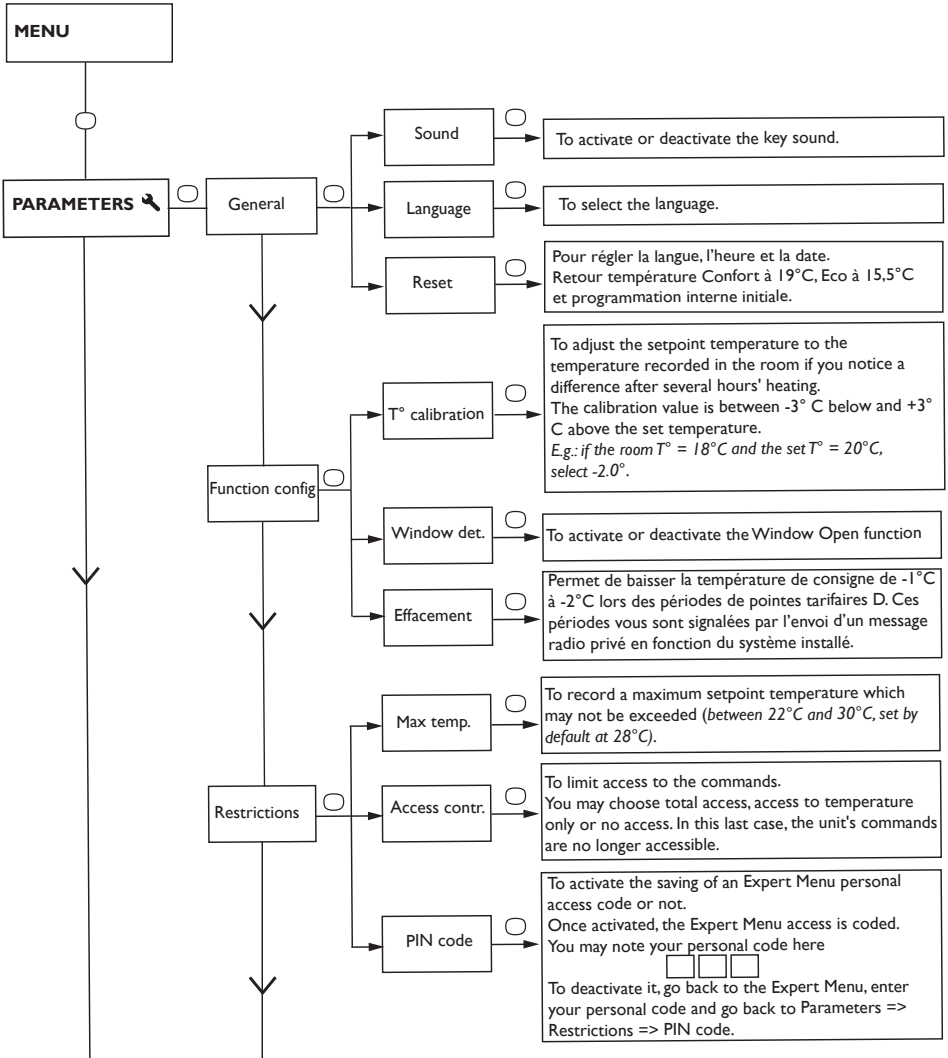 MENU
PARAMETERS
General
Sound
To activate or deactivate the key sound.
Language
To select the language.
Reset
Pour régler la langue, l'heure et la date.
Retour température Confort à 19°C, Eco à 15,5°C
et programmation interne initiale.
Function config
T° calibration
To adjust the setpoint temperature to the
temperature recorded in the room if you notice a
difference after several hours' heating.
The calibration value is between -3° C below and +3°
C above the set temperature.
E.g.: if the room T° = 18°C and the set T° = 20°C,
select -2.0°.
Window det.
To activate or deactivate the Window Open function
Effacement
Permet de baisser la température de consigne de -1°C
à -2°C lors des périodes de pointes tarifaires D. Ces
périodes vous sont signalées par l'envoi d'un message
radio privé en fonction du système installé.
Restrictions
Max temp.
To record a maximum setpoint temperature which
may not be exceeded (between 22°C and 30°C, set by
default at 28°C).
Access contr.
To limit access to the commands.
You may choose total access, access to temperature
only or no access. In this last case, the unit's commands
are no longer accessible.
PIN code
To activate the saving of an Expert Menu personal
access code or not.
Once activated, the Expert Menu access is coded.
You may note your personal code here
To deactivate it, go back to the Expert Menu, enter
your personal code and go back to Parameters =>
Restrictions => PIN code.